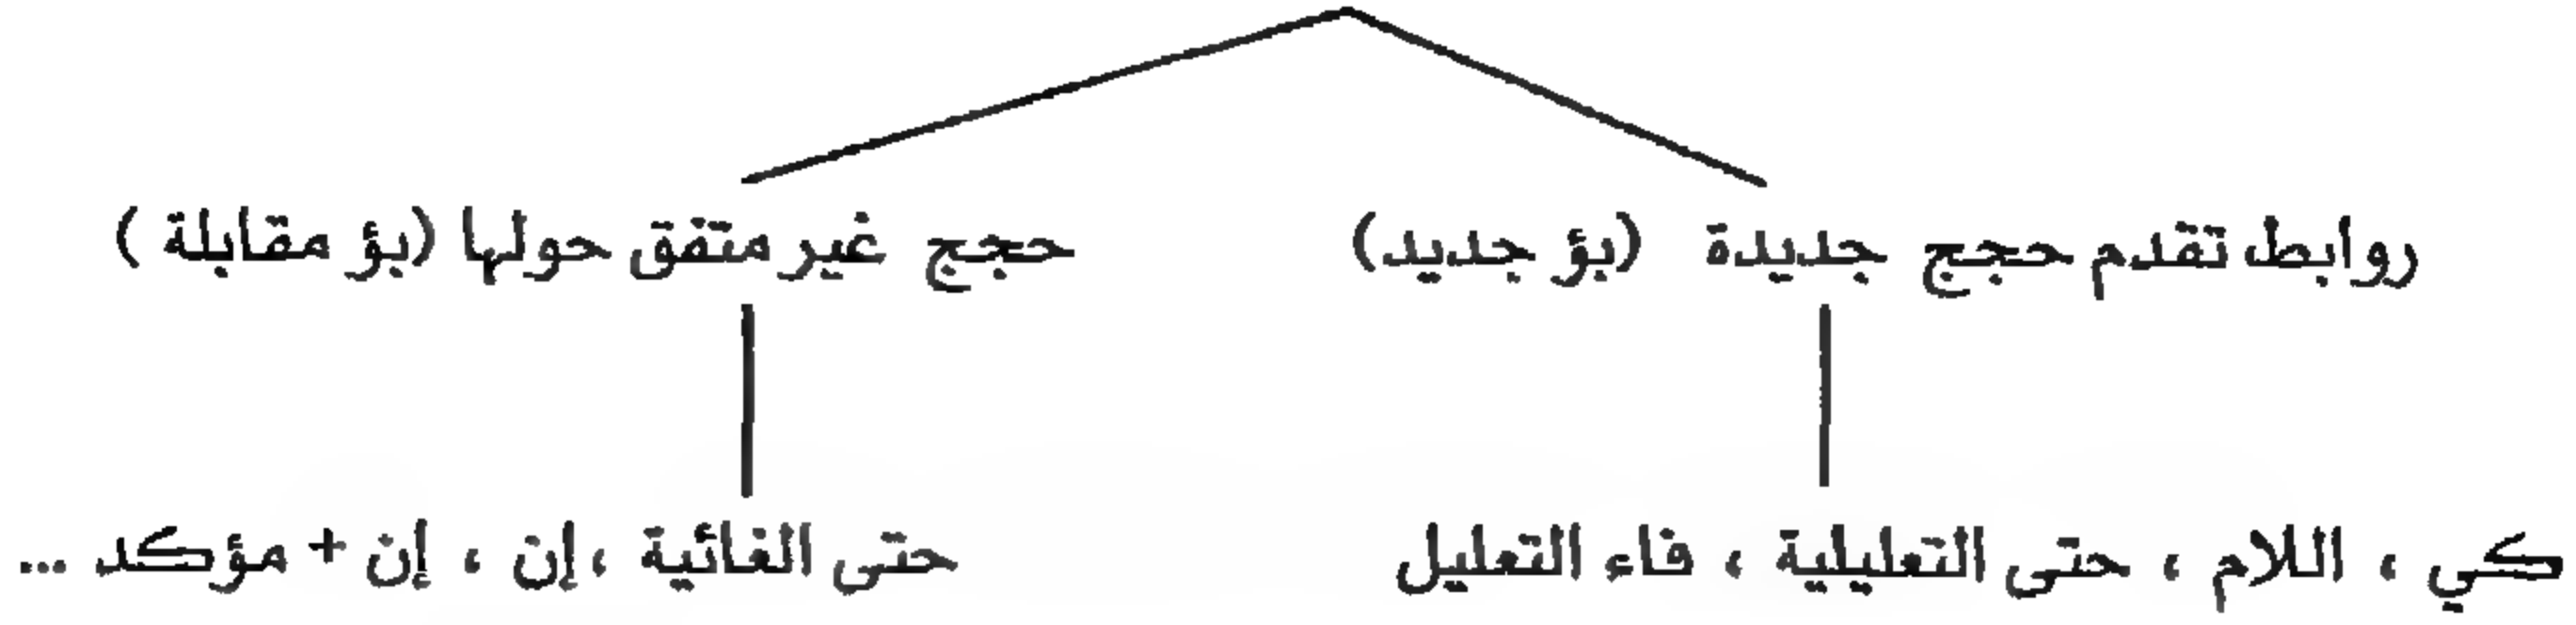 روابط تقدم حجج جديدة (بؤ جديد)
حجج غير متفق حولها (بؤ مقابلة )
كي ، اللام ، حتى التعليلية ، فاء التعليل
حتى الغائية ،إن ، إن + مؤكد ...